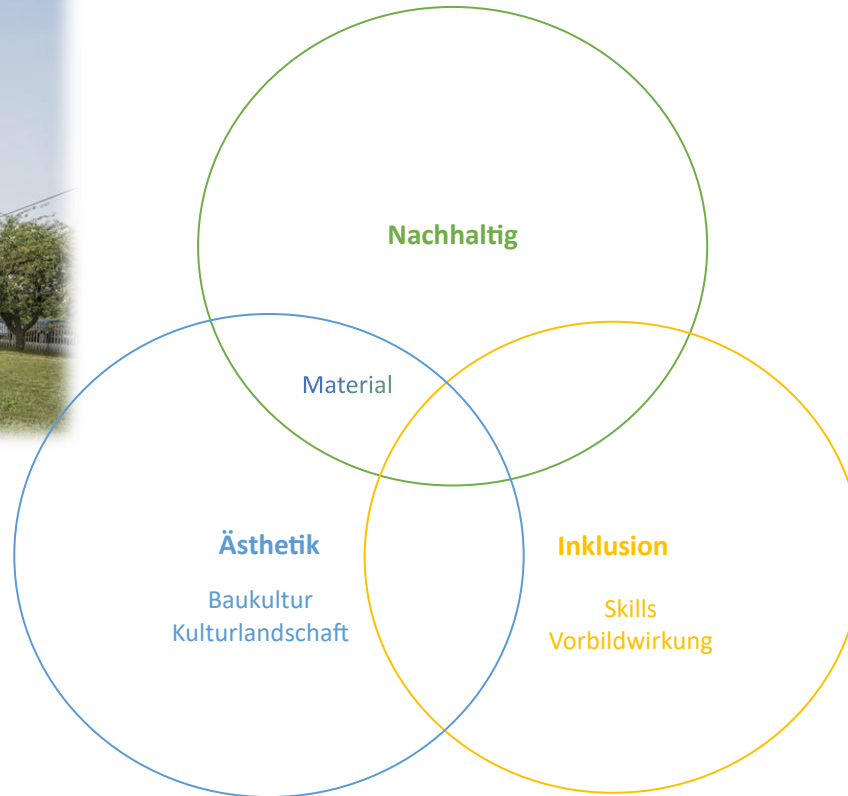 Nachhaltig
Material
Ästhetik
Baukultur
Kulturlandschaft
Inklusion
Skills
Vorbildwirkung